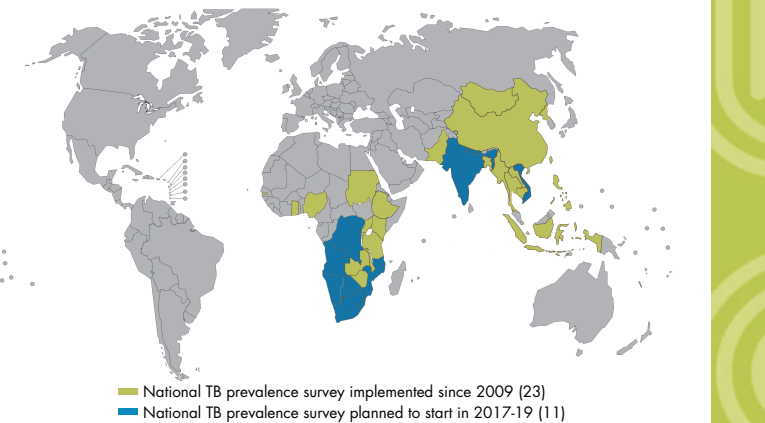 National TB prevalence survey implemented since 2009 (23)
National TB prevalence survey planned to start in 2017-19 (11)